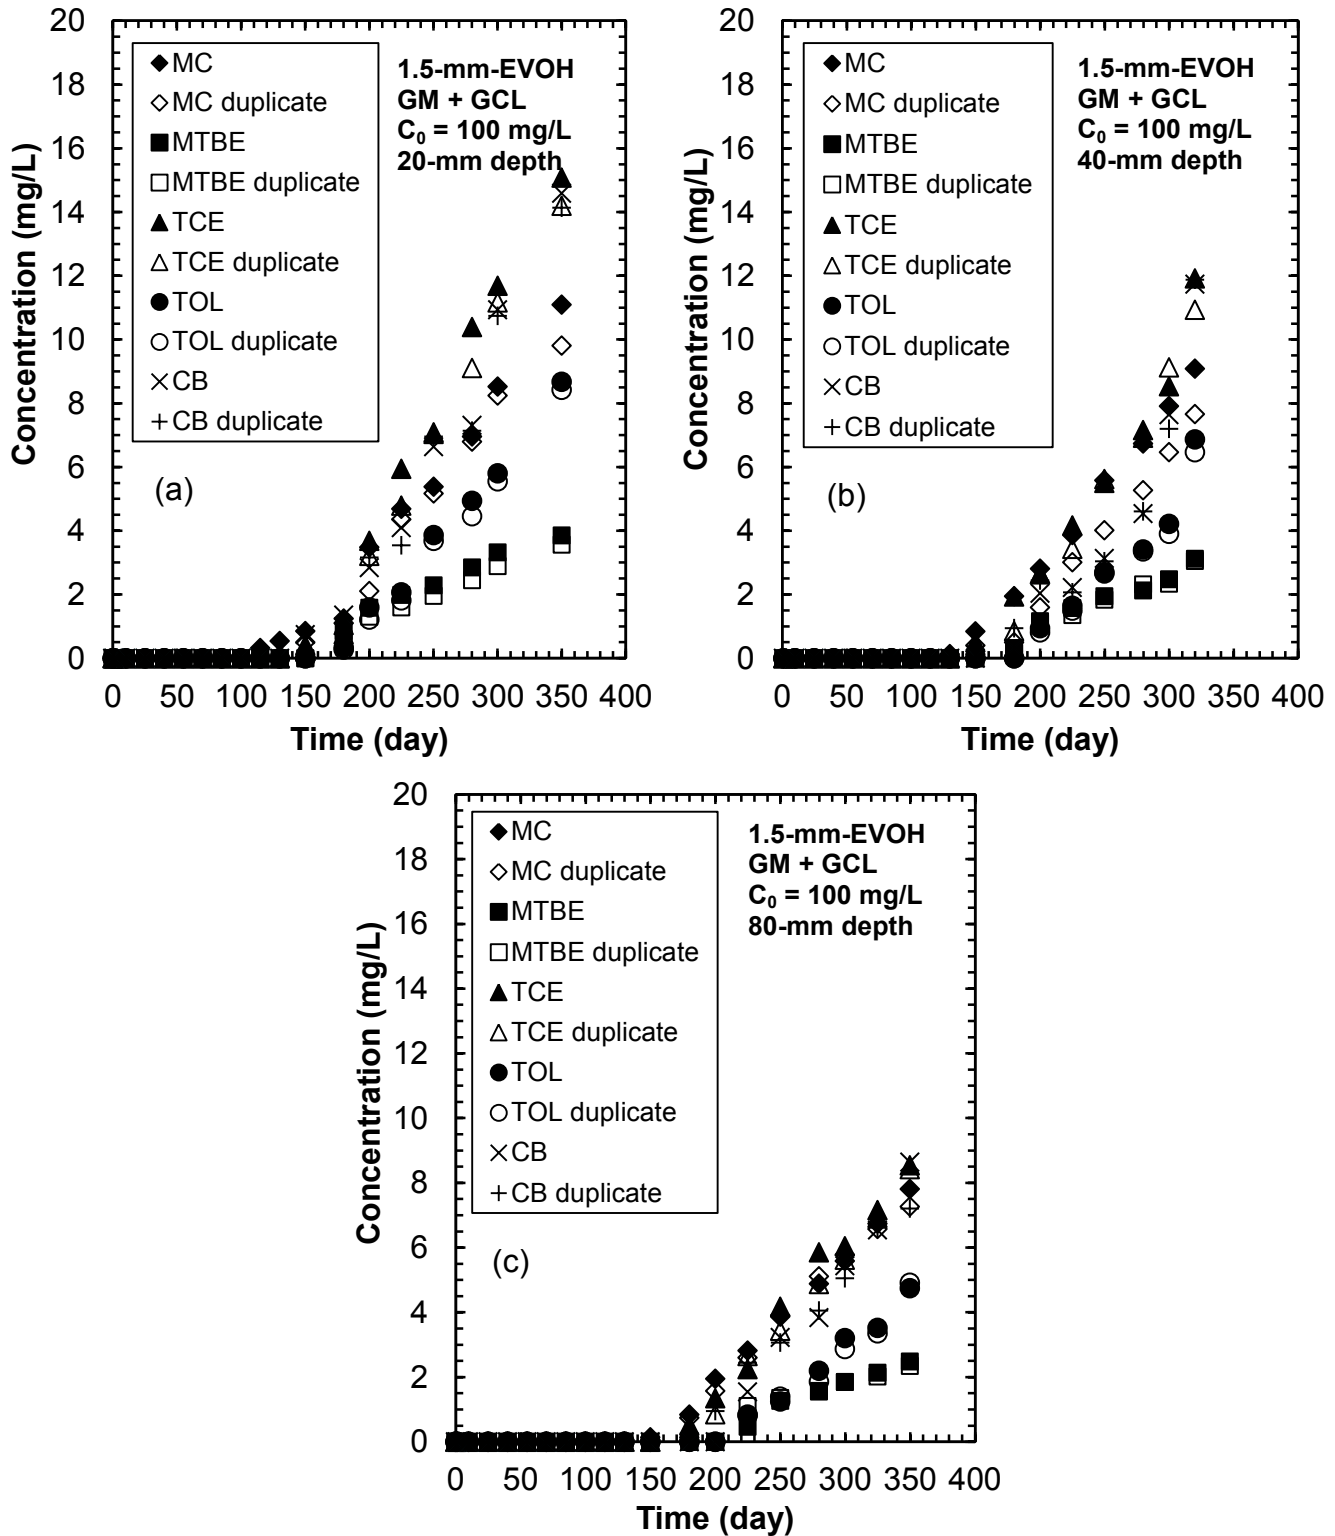 20
18
16
14
12
10
8
6
4
2
0
Concentration (mg/L)
MC
MC duplicate
MTBE
MTBE duplicate
TCE
TCE duplicate
TOL
TOL duplicate
CB
CB duplicate
1.5-mm-EVOH
GM + GCL
C₀ = 100 mg/L
20-mm depth
(a)
0 50 100 150 200 250 300 350 400
Time (day)
20
18
16
14
12
10
8
6
4
2
0
Concentration (mg/L)
MC
MC duplicate
MTBE
MTBE duplicate
TCE
TCE duplicate
TOL
TOL duplicate
CB
CB duplicate
1.5-mm-EVOH
GM + GCL
C₀ = 100 mg/L
40-mm depth
(b)
0 50 100 150 200 250 300 350 400
Time (day)
20
18
16
14
12
10
8
6
4
2
0
Concentration (mg/L)
MC
MC duplicate
MTBE
MTBE duplicate
TCE
TCE duplicate
TOL
TOL duplicate
CB
CB duplicate
1.5-mm-EVOH
GM + GCL
C₀ = 100 mg/L
80-mm depth
(c)
0 50 100 150 200 250 300 350 400
Time (day)